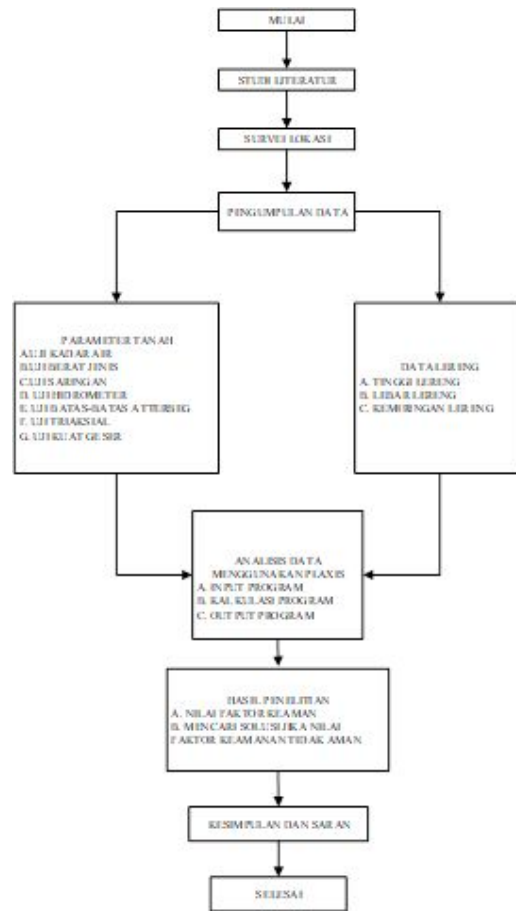 MULAI
STUDI LITERATUR
SURVEI LOKASI
PENGUMPULAN DATA
PARAMETER TANAH
A.UJI KADAR AIR
B.UJI BERAT JENIS
C.UJI SARINGAN
D. UJI HIDROMETER
E. UJI BATAS-BATAS ATTERBEG
F. UJI TRIAKSIAL
G. UJI KUAT GESER
DATA LERENG
A. TINGGI LERENG
B. LEBAR LERENG
C. KEMIRINGAN LERENG
ANALISIS DATA
MENGGUNAKAN PLAXIS
A. INPUT PROGRAM
B. KALKULASI PROGRAM
C. OUTPUT PROGRAM
HASIL PENELITIAN
A. NILAI FAKTOR KEAMAN
B. MENCARI SOLUSI JIKA NILAI
FAKTOR KEAMANAN TIDAK AMAN
KESIMPULAN DAN SARAN
SELESAI